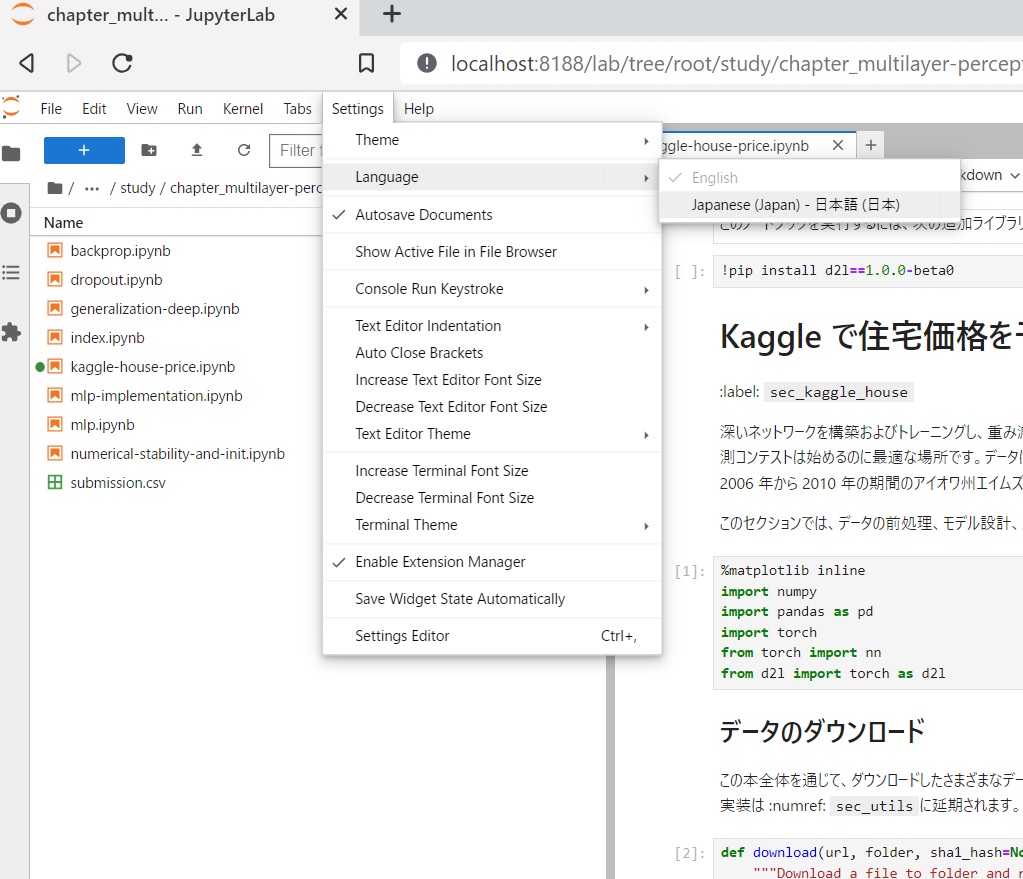 chapter_mult... - JupyterLab
localhost:8188/lab/tree/root/study/chapter_multilayer-percep
File Edit View Run Kernel Tabs Settings Help
Filter
/ ··· / study / chapter_multilayer-perc
Name
backprop.ipynb
dropout.ipynb
generalization-deep.ipynb
index.ipynb
kaggle-house-price.ipynb
mlp-implementation.ipynb
mlp.ipynb
numerical-stability-and-init.ipynb
submission.csv
Theme
Language
Autosave Documents
Show Active File in File Browser
Console Run Keystroke
Text Editor Indentation
Auto Close Brackets
Increase Text Editor Font Size
Decrease Text Editor Font Size
Text Editor Theme
Increase Terminal Font Size
Decrease Terminal Font Size
Terminal Theme
Enable Extension Manager
Save Widget State Automatically
Settings Editor Ctrl+,
English
Japanese (Japan) - 日本語 (日本)
ggle-house-price.ipynb
kdown
このノートブックを実行するには、次の追加ライブラリ
[ ]: !pip install d2l==1.0.0-beta0
Kaggle で住宅価格を
:label: sec_kaggle_house
深いネットワークを構築およびトレーニングし、重み
測コンテストは始めるのに最適な場所です。データ
2006 年から 2010 年の期間のアイオワ州エイムズ
このセクションでは、データの前処理、モデル設計、
[1]: %matplotlib inline
import numpy
import pandas as pd
import torch
from torch import nn
from d2l import torch as d2l
データのダウンロード
この本全体を通じて、ダウンロードしたさまざまなデー
実装は :numref: sec_utils に延期されます。
[2]: def download(url, folder, sha1_hash=No
"""Download a file to folder and r